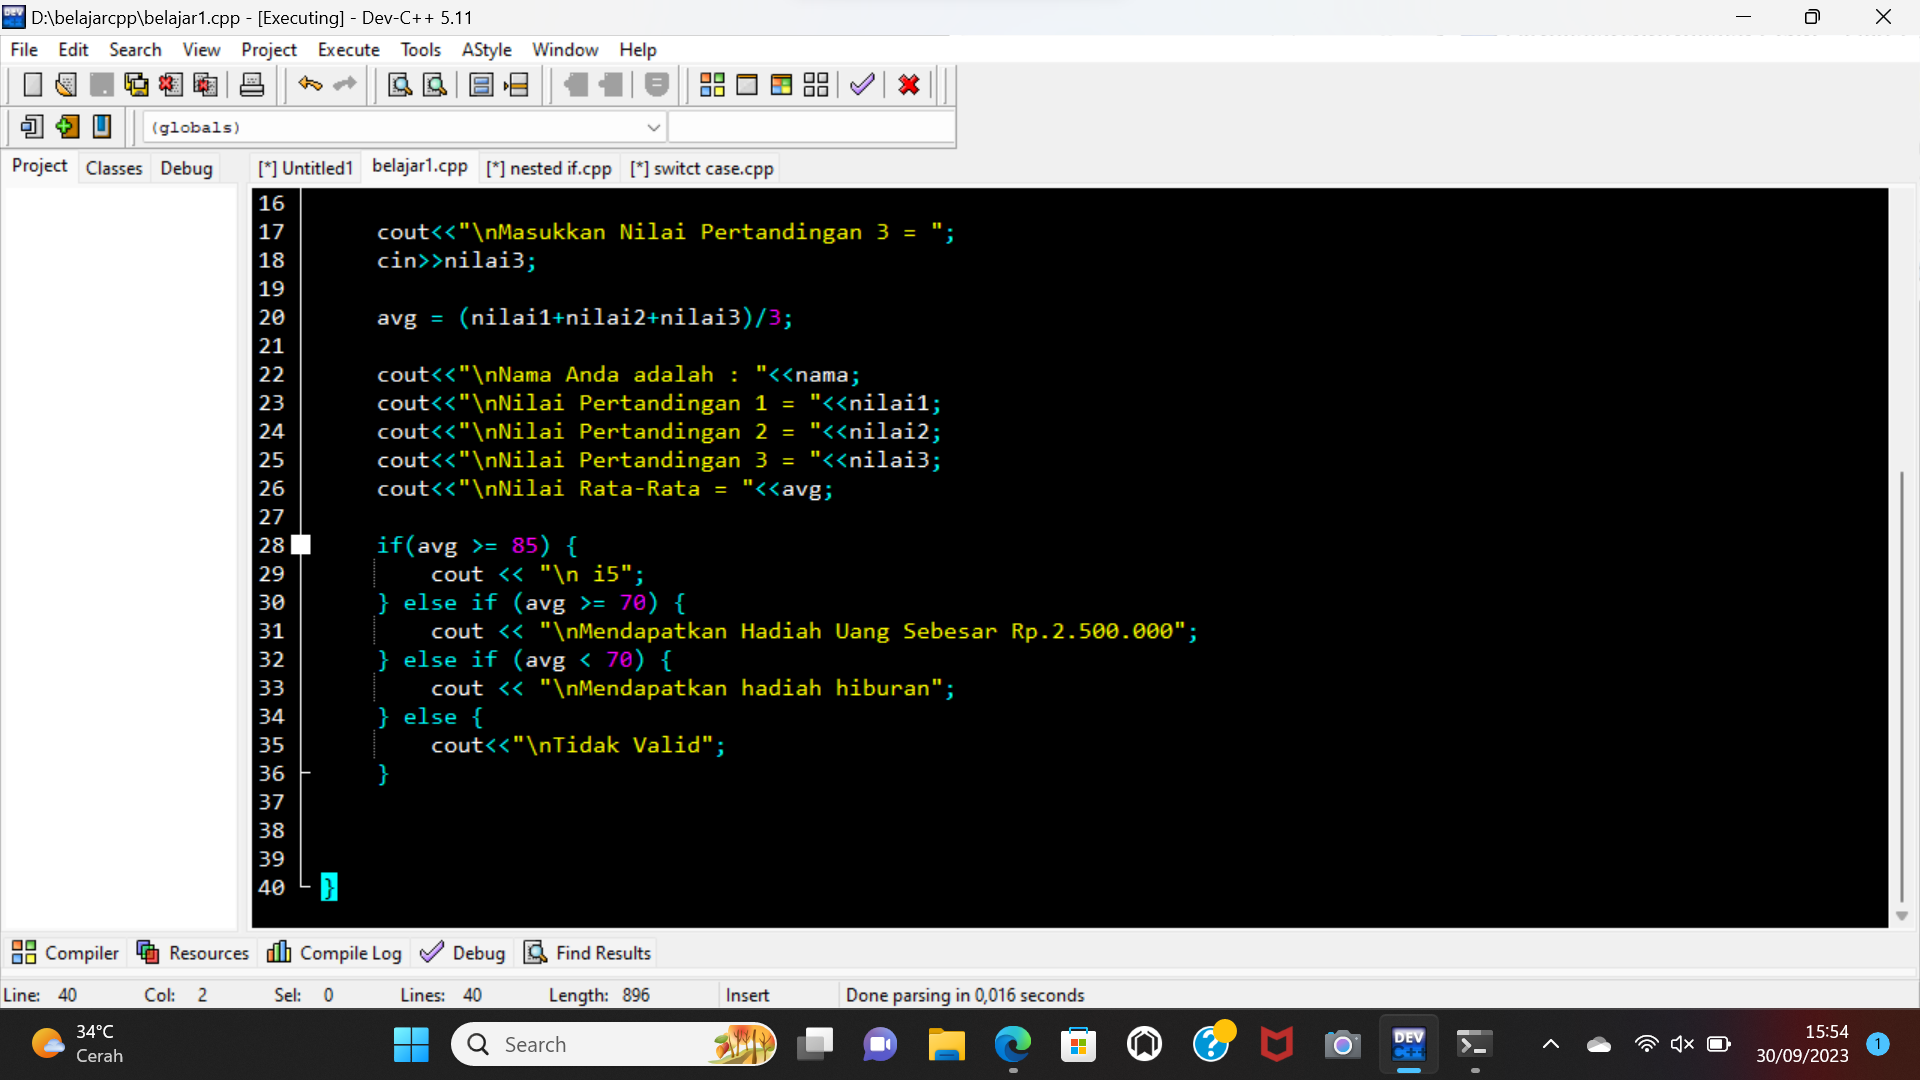 D:\belajarcpp\belajar1.cpp - [Executing] - Dev-C++ 5.11
File Edit Search View Project Execute Tools AStyle Window Help
(globals)
Project Classes Debug [*] Untitled1 belajar1.cpp [*] nested if.cpp [*] switct case.cpp
16
17 cout<<"\nMasukkan Nilai Pertandingan 3 = ";
18 cin>>nilai3;
19
20 avg = (nilai1+nilai2+nilai3)/3;
21
22 cout<<"\nNama Anda adalah : "<<nama;
23 cout<<"\nNilai Pertandingan 1 = "<<nilai1;
24 cout<<"\nNilai Pertandingan 2 = "<<nilai2;
25 cout<<"\nNilai Pertandingan 3 = "<<nilai3;
26 cout<<"\nNilai Rata-Rata = "<<avg;
27
28 if(avg >= 85) {
29 cout << "\n i5";
30 } else if (avg >= 70) {
31 cout << "\nMendapatkan Hadiah Uang Sebesar Rp.2.500.000";
32 } else if (avg < 70) {
33 cout << "\nMendapatkan hadiah hiburan";
34 } else {
35 cout<<"\nTidak Valid";
36 }
37
38
39
40 }
Compiler Resources Compile Log Debug Find Results
Line: 40 Col: 2 Sel: 0 Lines: 40 Length: 896 Insert Done parsing in 0,016 seconds
34°C
Cerah
Search
DEV
C++
15:54
30/09/2023
1